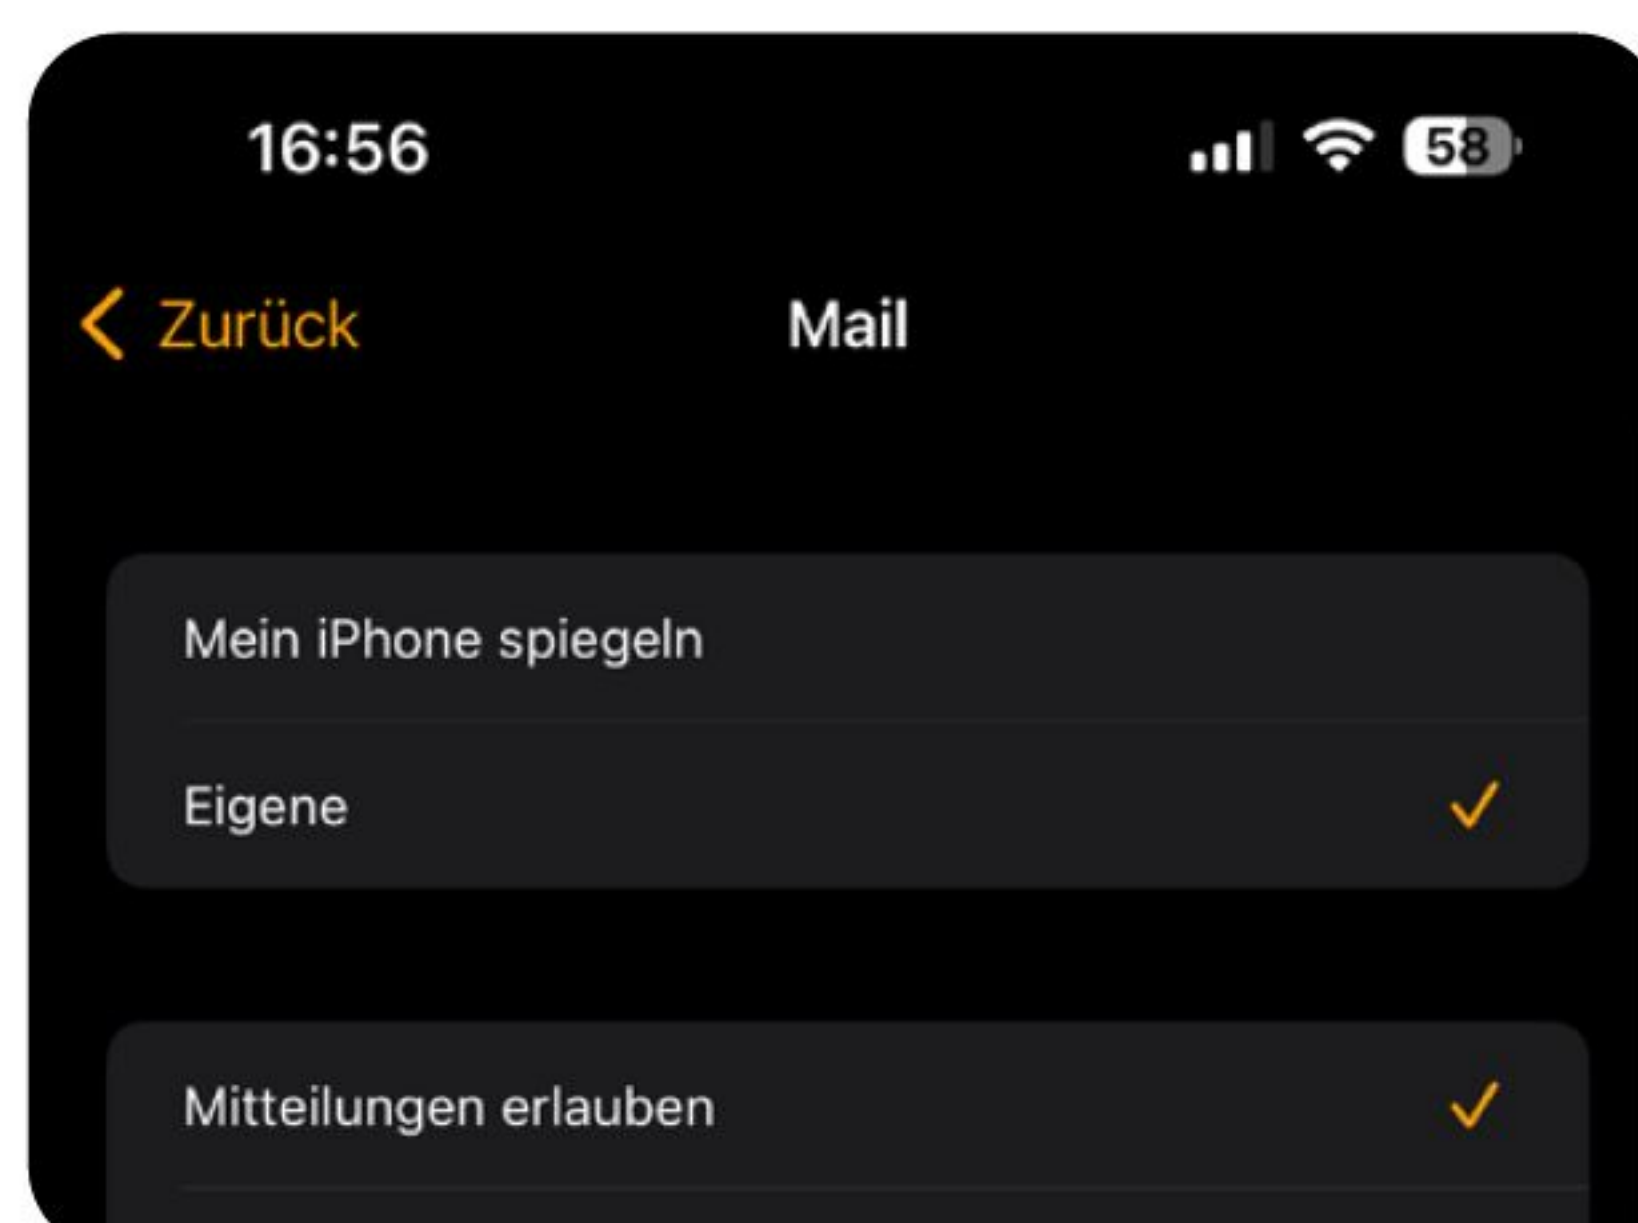 16:56
58
Zurück
Mail
Mein iPhone spiegeln
Eigene
Mitteilungen erlauben